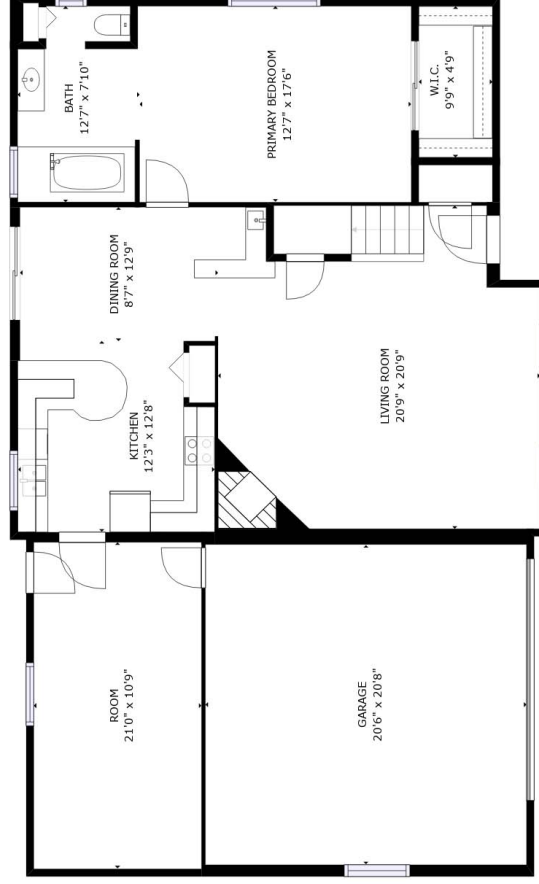 BATH
12'7" x 7'10"
PRIMARY BEDROOM
12'7" x 17'6"
W.I.C.
9'9" x 4'9"
DINING ROOM
8'7" x 12'9"
KITCHEN
12'3" x 12'8"
LIVING ROOM
20'9" x 20'9"
ROOM
21'0" x 10'9"
GARAGE
20'6" x 20'8"